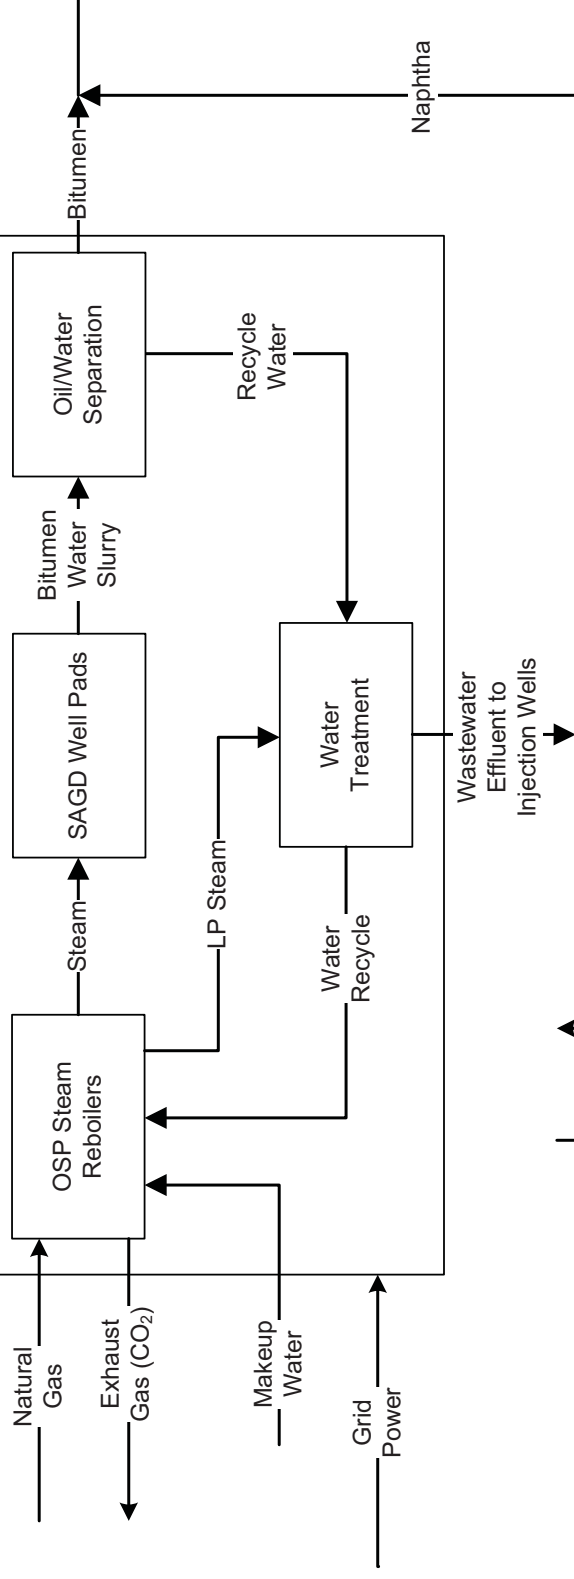 Natural
Gas
Exhaust
Gas (CO₂)
Makeup
Water
Grid
Power
OSP Steam
Reboilers
Steam
LP Steam
Water
Recycle
SAGD Well Pads
Water
Treatment
Wastewater
Effluent to
Injection Wells
Bitumen
Water
Slurry
Oil/Water
Separation
Recycle
Water
Bitumen
Naphtha